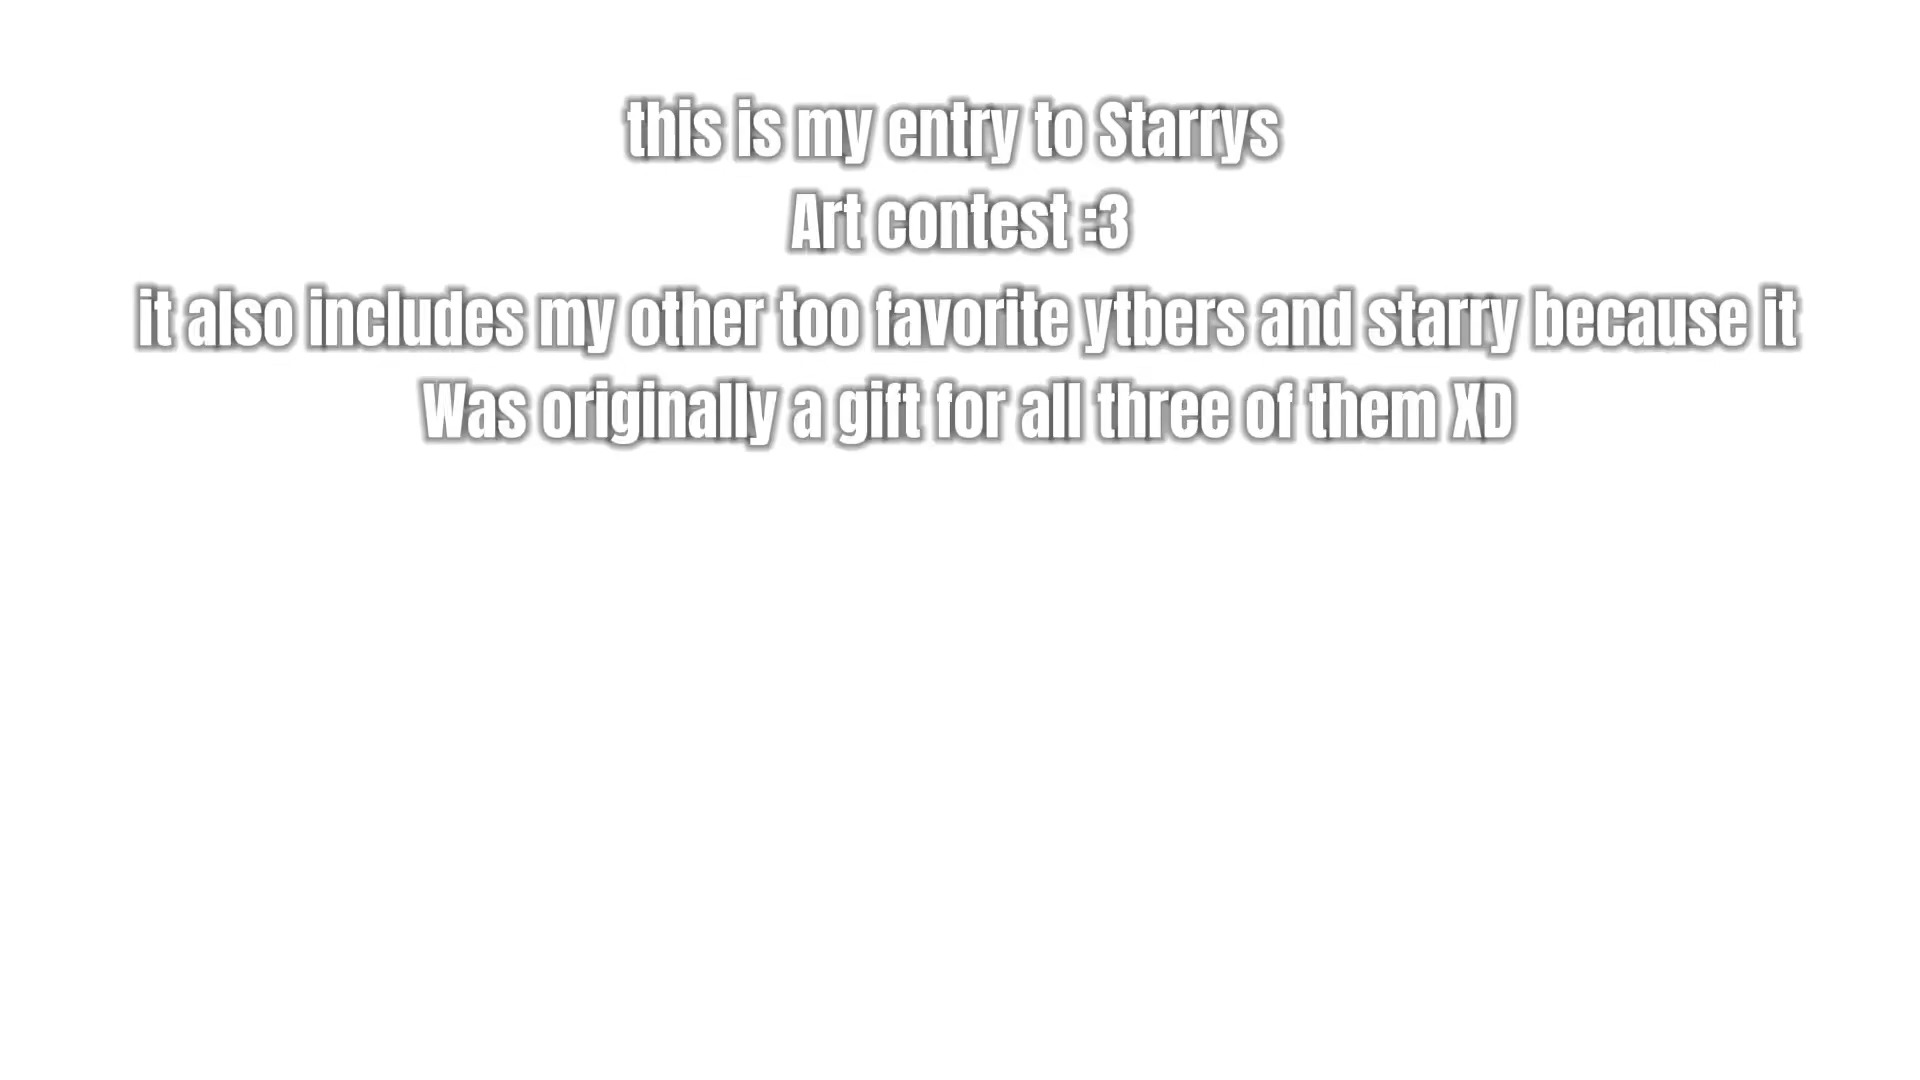 this is my entry to Starrys
Art contest :3
it also includes my other too favorite ytbers and starry because it
Was originally a gift for all three of them XD